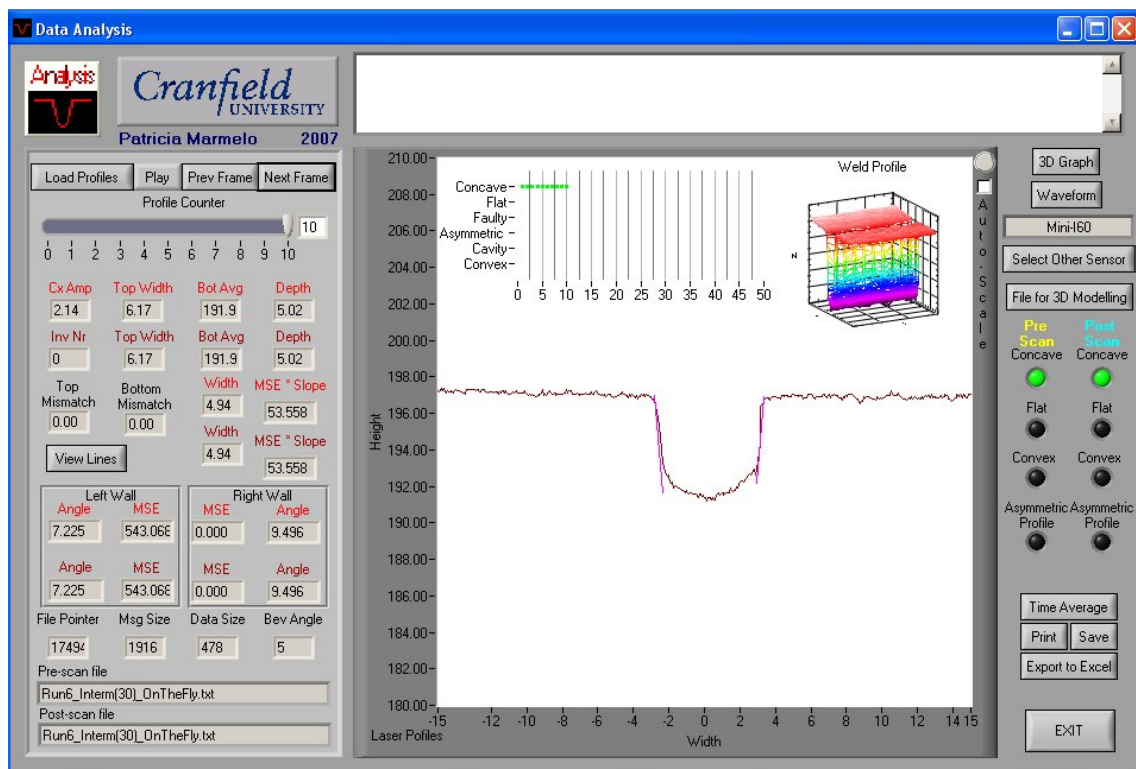 Data Analysis
Analysis
Cranfield
UNIVERSITY
Patricia Marmelo 2007
Load Profiles Play Prev Frame Next Frame
Profile Counter
10
0 1 2 3 4 5 6 7 8 9 10
Cx Amp Top Width Bot Avg Depth
2.14 6.17 191.9 5.02
Inv Nr Top Width Bot Avg Depth
0 6.17 191.9 5.02
Top Mismatch Bottom Mismatch Width MSE * Slope
0.00 0.00 4.94 53.558
Width MSE * Slope
4.94 53.558
View Lines
Left Wall Right Wall
Angle MSE MSE Angle
7.225 543.068 0.000 9.496
Angle MSE MSE Angle
7.225 543.068 0.000 9.496
File Pointer Msg Size Data Size Bev Angle
17494 1916 478 5
Pre-scan file
Run6_Interm(30)_OnTheFly.txt
Post-scan file
Run6_Interm(30)_OnTheFly.txt
210.00
208.00
206.00
204.00
202.00
200.00
198.00
196.00
194.00
192.00
190.00
188.00
186.00
184.00
182.00
180.00
Height
Concave
Flat
Faulty
Asymmetric
Cavity
Convex
0 5 10 15 20 25 30 35 40 45 50
Weld Profile
N
Auto-Scale
-15 -12 -10 -8 -6 -4 -2 0 2 4 6 8 10 12 14 15
Laser Pofiles
Width
3D Graph
Waveform
Mini-I60
Select Other Sensor
File for 3D Modelling
Pre Scan Post Scan
Concave Concave
Flat Flat
Convex Convex
Asymmetric Profile Asymmetric Profile
Time Average
Print Save
Export to Excel
EXIT